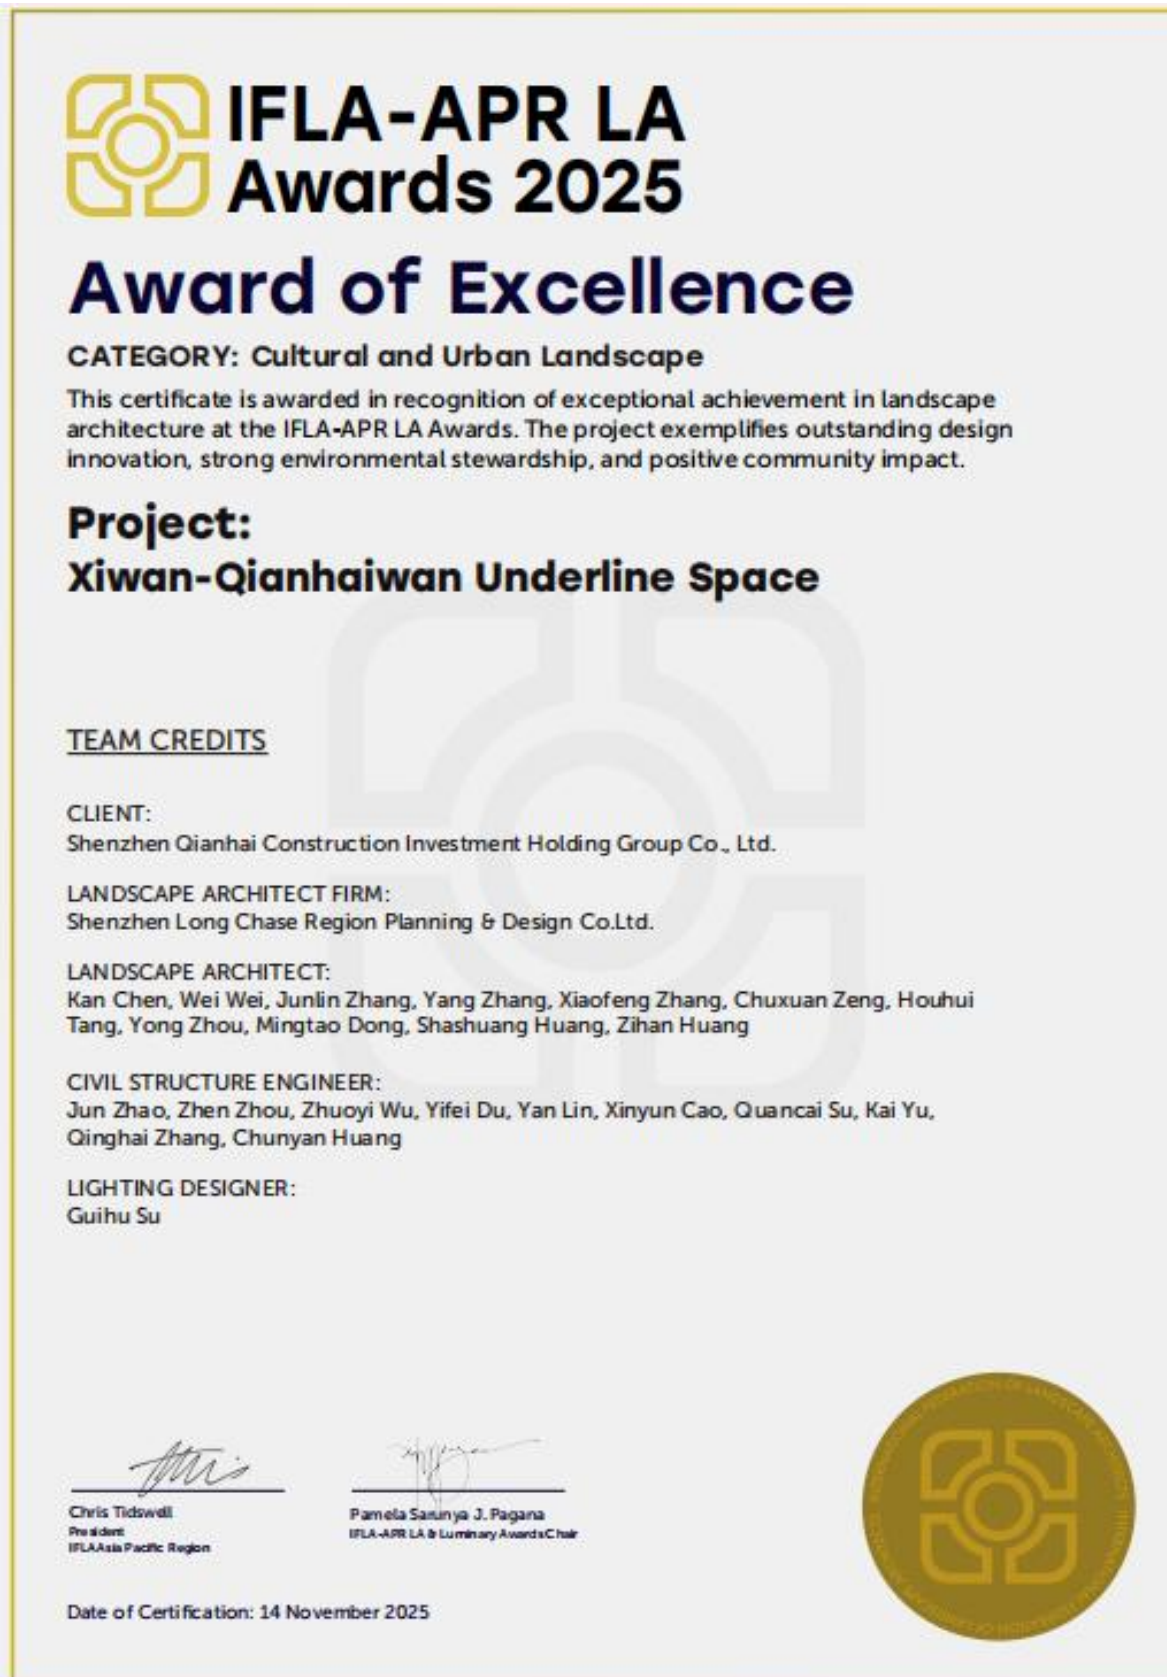 IFLA-APR LA
Awards 2025
Award of Excellence
CATEGORY: Cultural and Urban Landscape
This certificate is awarded in recognition of exceptional achievement in landscape
architecture at the IFLA-APR LA Awards. The project exemplifies outstanding design
innovation, strong environmental stewardship, and positive community impact.
Project:
Xiwan-Qianhaiwan Underline Space
TEAM CREDITS
CLIENT:
Shenzhen Qianhai Construction Investment Holding Group Co., Ltd.
LANDSCAPE ARCHITECT FIRM:
Shenzhen Long Chase Region Planning & Design Co.Ltd.
LANDSCAPE ARCHITECT:
Kan Chen, Wei Wei, Junlin Zhang, Yang Zhang, Xiaofeng Zhang, Chuxuan Zeng, Houhui
Tang, Yong Zhou, Mingtao Dong, Shashuang Huang, Zihan Huang
CIVIL STRUCTURE ENGINEER:
Jun Zhao, Zhen Zhou, Zhuoyi Wu, Yifei Du, Yan Lin, Xinyun Cao, Quancai Su, Kai Yu,
Qinghai Zhang, Chunyan Huang
LIGHTING DESIGNER:
Guihu Su
Chris Tidswell
President
IFLA Asia Pacific Region
Pamela Sarunya J. Pagana
IFLA-APR LA & Luminary Awards Chair
Date of Certification: 14 November 2025